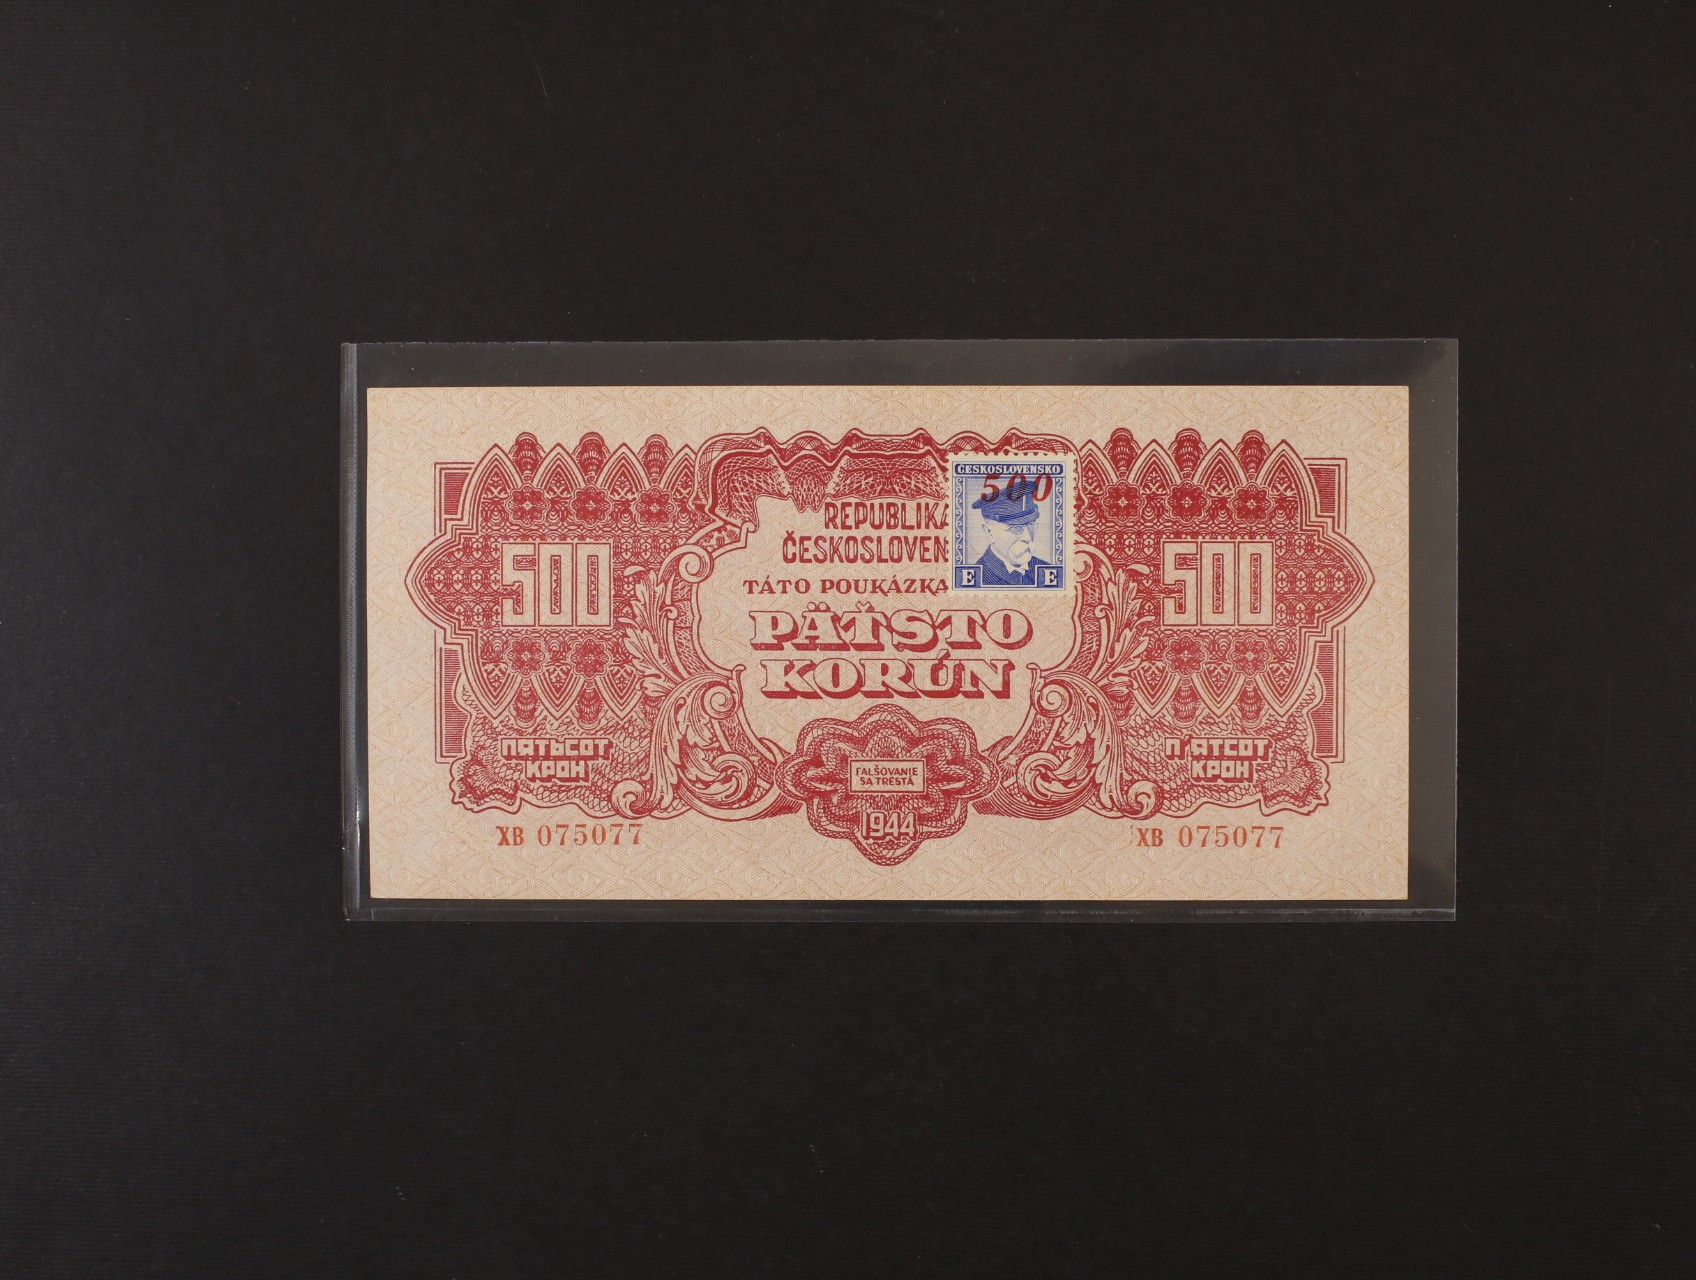 ČESKOSLOVENSKO
500
E E
REPUBLIKA
ČESKOSLOVEN
TÁTO POUKÁZKA
500
500
PÄŤSTO
KORÚN
ПЯТЬСОТ
КРОН
П'ЯТСОТ
КРОН
FALŠOVANIE
SA TRESTÁ
1944
XB 075077
XB 075077